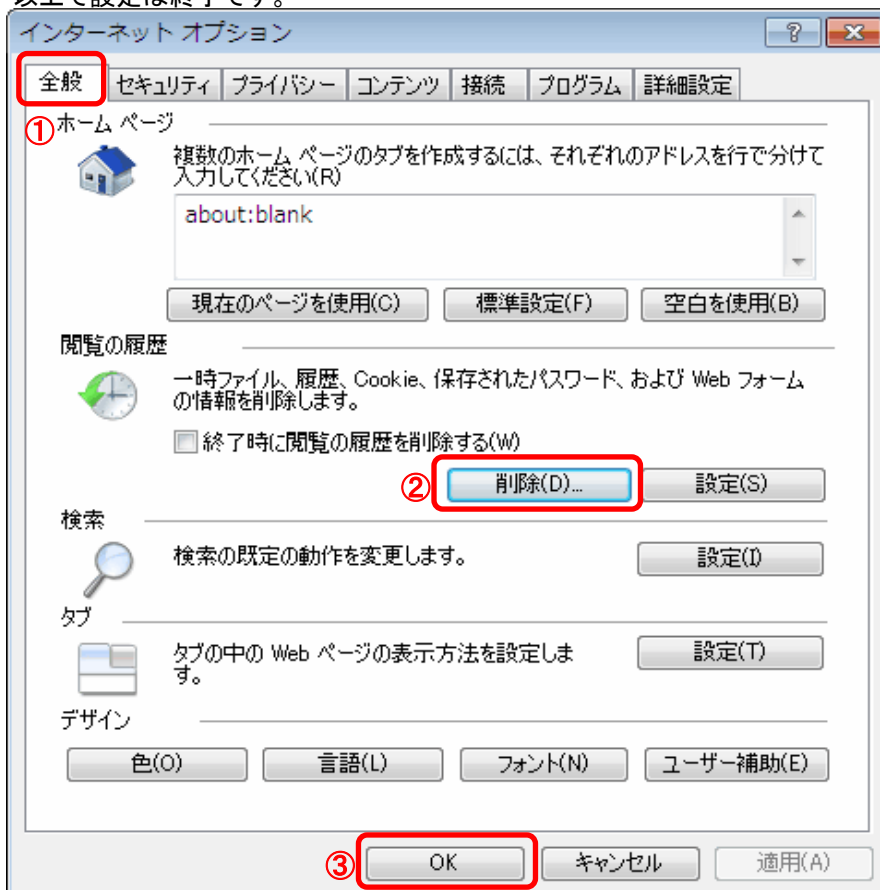 以上で設定は終了です。
インターネット オプション
全般 セキュリティ プライバシー コンテンツ 接続 プログラム 詳細設定
①
ホーム ページ
複数のホーム ページのタブを作成するには、それぞれのアドレスを行で分けて
入力してください(R)
about:blank
現在のページを使用(C) 標準設定(F) 空白を使用(B)
閲覧の履歴
一時ファイル、履歴、Cookie、保存されたパスワード、および Web フォーム
の情報を削除します。
終了時に閲覧の履歴を削除する(W)
② 削除(D)... 設定(S)
検索
検索の既定の動作を変更します。 設定(I)
タブ
タブの中の Web ページの表示方法を設定しま
す。
設定(T)
デザイン
色(O) 言語(L) フォント(N) ユーザー補助(E)
③ OK キャンセル 適用(A)